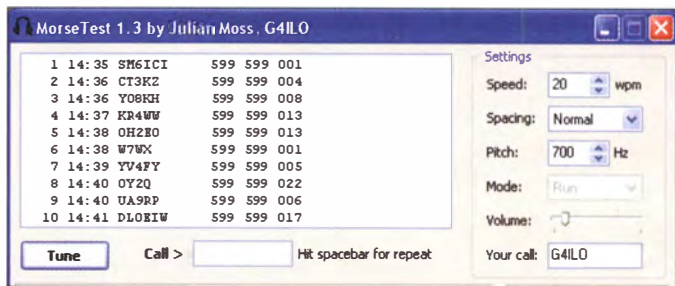 MorseTest 1.3 by Julian Moss, G4ILO
1 14:35 SM6ICI 599 599 001
2 14:36 CT3KZ 599 599 004
3 14:36 YO8KH 599 599 008
4 14:37 KR4WW 599 599 013
5 14:38 OH2EO 599 599 013
6 14:38 W7WX 599 599 001
7 14:39 YV4FY 599 599 005
8 14:40 OY2Q 599 599 022
9 14:40 UA9RP 599 599 006
10 14:41 DL0EIW 599 599 017
Tune Call > Hit spacebar for repeat
Settings
Speed: 20 wpm
Spacing: Normal
Pitch: 700 Hz
Mode: Run
Volume:
Your call: G4ILO